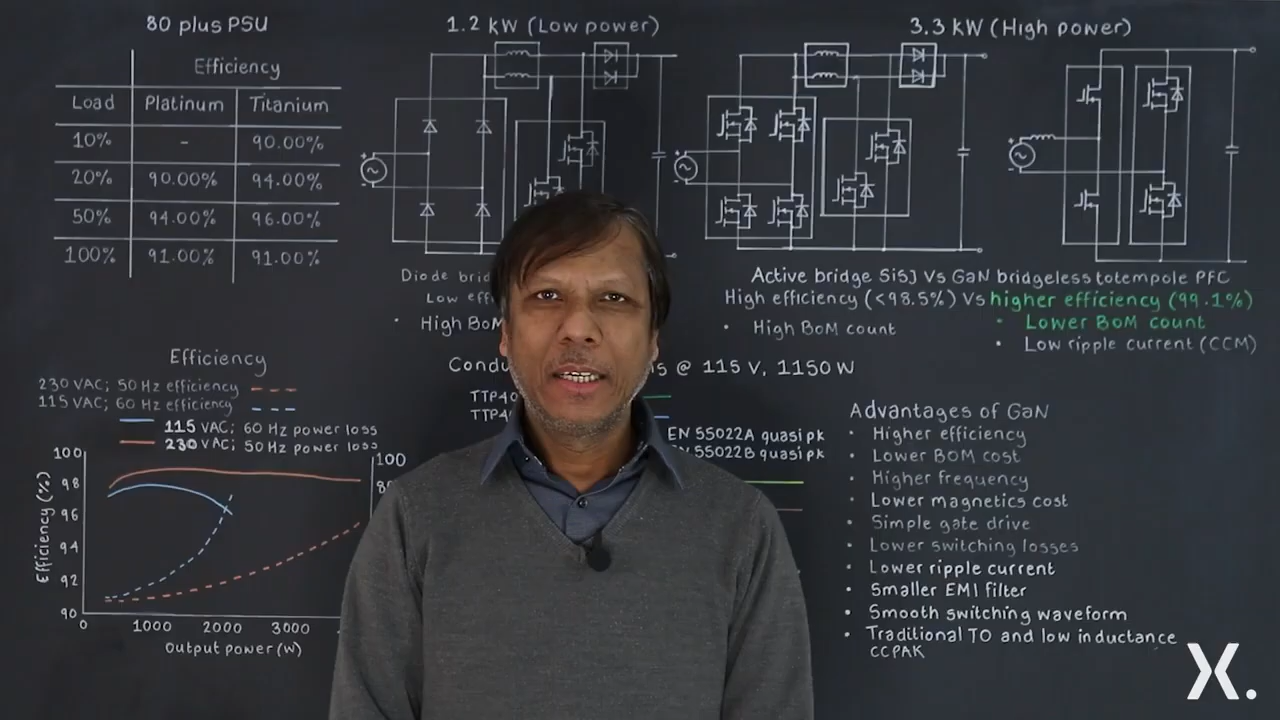 80 plus PSU
Efficiency
Load Platinum Titanium
10% - 90.00%
20% 90.00% 94.00%
50% 94.00% 96.00%
100% 91.00% 91.00%
1.2 kW (Low power)
Diode
Low
High BoM
3.3 kW (High power)
Active bridge SiSJ Vs GaN bridgeless totempole PFC
High efficiency (<98.5%) Vs higher efficiency (99.1%)
• High BoM count
• Lower BoM count
• Low ripple current (CCM)
Efficiency
230 VAC; 50 Hz efficiency
115 VAC; 60 Hz efficiency
115 VAC; 60 Hz power loss
230 VAC; 50 Hz power loss
Efficiency (%)
100
98
96
94
92
90
100
0 1000 2000 3000
Output power (W)
@ 115 V, 1150 W
EN 55022A quasi pk
55022B quasi pk
Advantages of GaN
• Higher efficiency
• Lower BOM cost
• Higher frequency
• Lower magnetics cost
• Simple gate drive
• Lower switching losses
• Lower ripple current
• Smaller EMI filter
• Smooth switching waveform
• Traditional TO and low inductance
CCPAK
X.